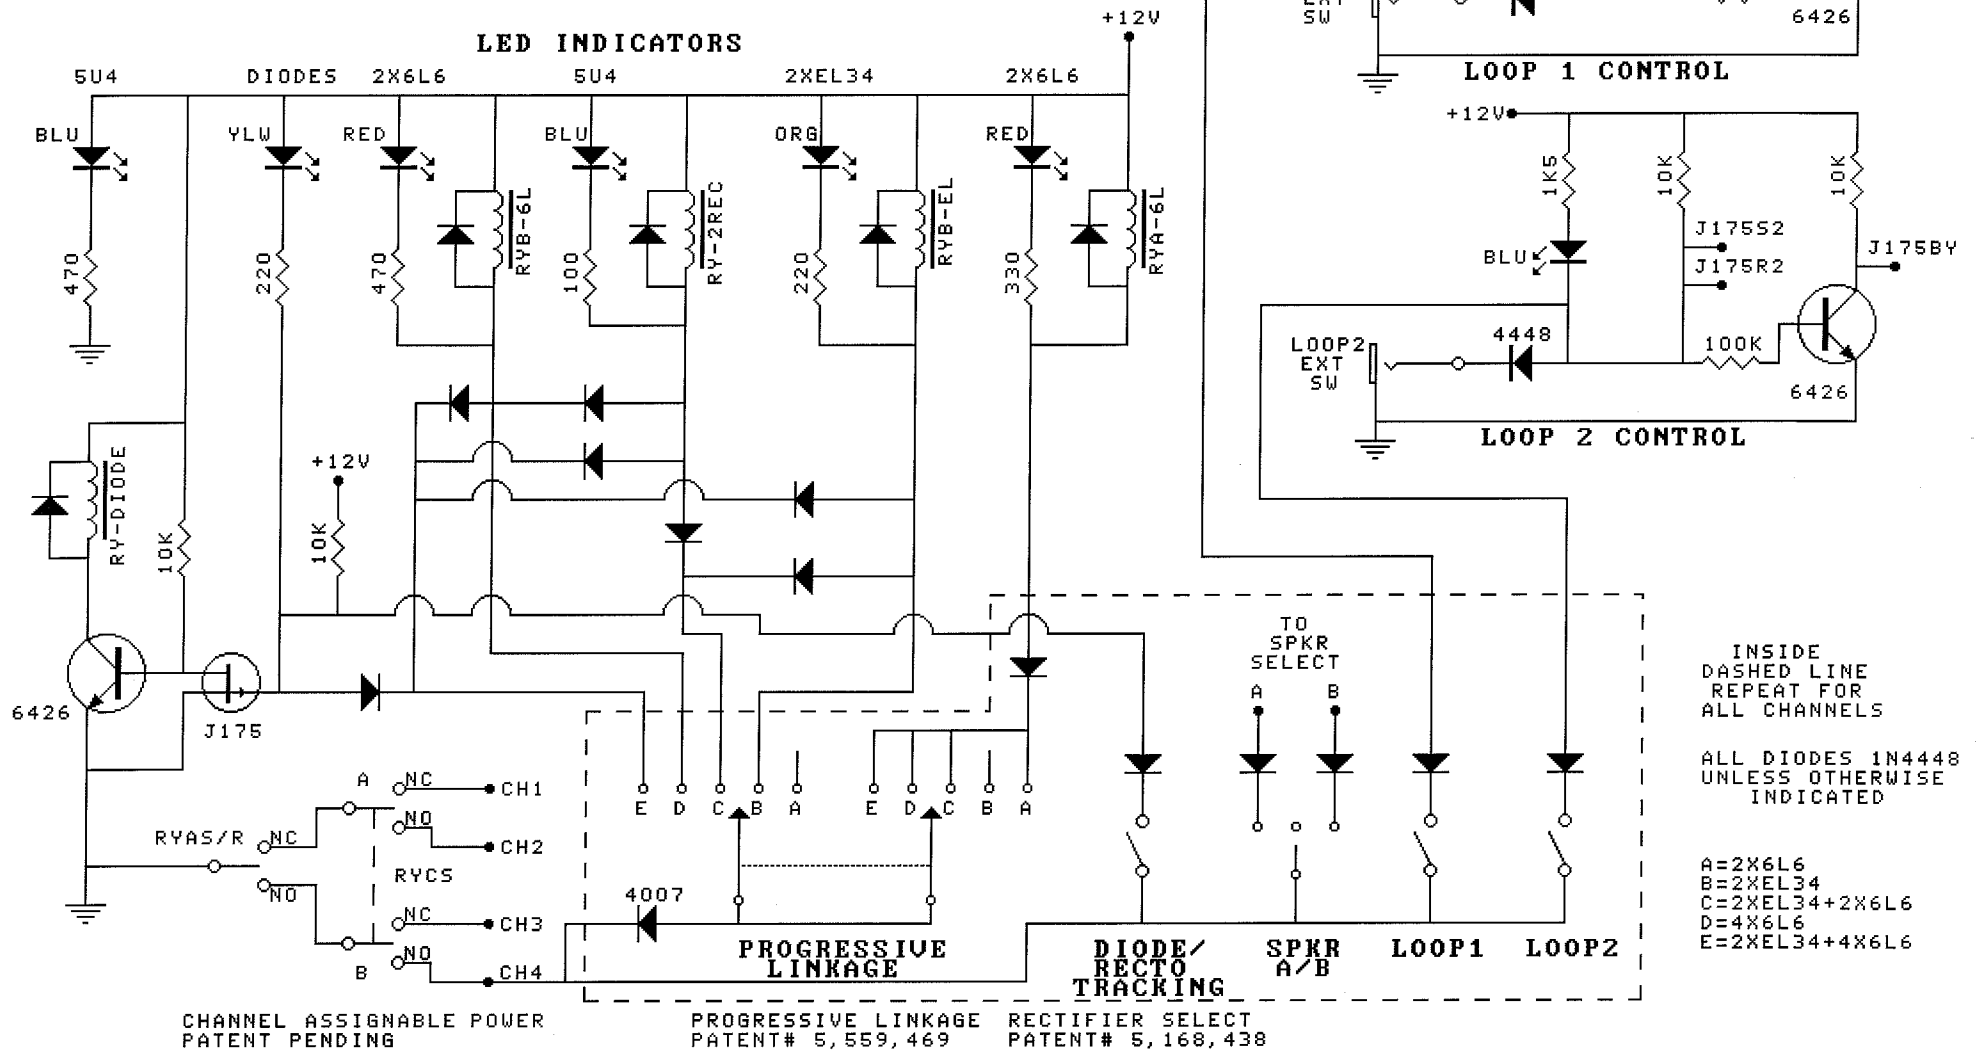 +12V
EXT
SW
6426
LED INDICATORS
LOOP 1 CONTROL
5U4
DIODES
2X6L6
5U4
2XEL34
2X6L6
+12V
BLU
YLW
RED
BLU
ORG
RED
1K5
10K
10K
RYB-6L
RY-2REC
RYB-EL
RYA-6L
J175S2
J175R2
J175BY
BLU
470
220
470
100
220
330
LOOP2
EXT
SW
4448
100K
6426
LOOP 2 CONTROL
+12V
RY-DIODE
10K
10K
6426
J175
TO
SPKR
SELECT
A
B
INSIDE
DASHED LINE
REPEAT FOR
ALL CHANNELS
ALL DIODES 1N4448
UNLESS OTHERWISE
INDICATED
A
NC
CH1
NO
CH2
RYAS/R
NC
NO
RYCS
NC
CH3
NO
B
CH4
E D C B A
E D C B A
4007
PROGRESSIVE
LINKAGE
DIODE/
RECTO
TRACKING
SPKR
A/B
LOOP1
LOOP2
A=2X6L6
B=2XEL34
C=2XEL34+2X6L6
D=4X6L6
E=2XEL34+4X6L6
CHANNEL ASSIGNABLE POWER
PATENT PENDING
PROGRESSIVE LINKAGE
PATENT# 5,559,469
RECTIFIER SELECT
PATENT# 5,168,438